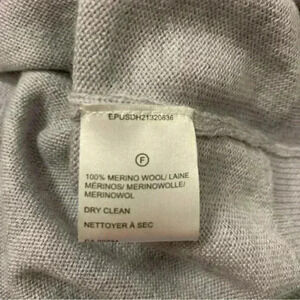 EPUSDH21320836
F
100% MERINO WOOL/ LAINE
MÉRINOS/ MERINOWOLLE/
MERINOWOL
DRY CLEAN
NETTOYER À SEC